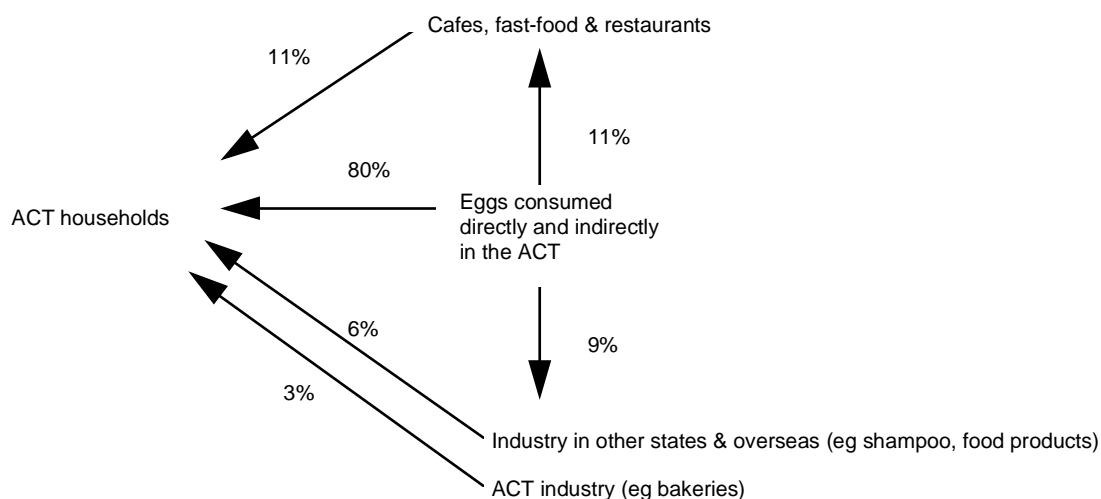 Cafes, fast-food & restaurants
11%
11%
80%
Eggs consumed
directly and indirectly
in the ACT
ACT households
6%
9%
3%
Industry in other states & overseas (eg shampoo, food products)
ACT industry (eg bakeries)